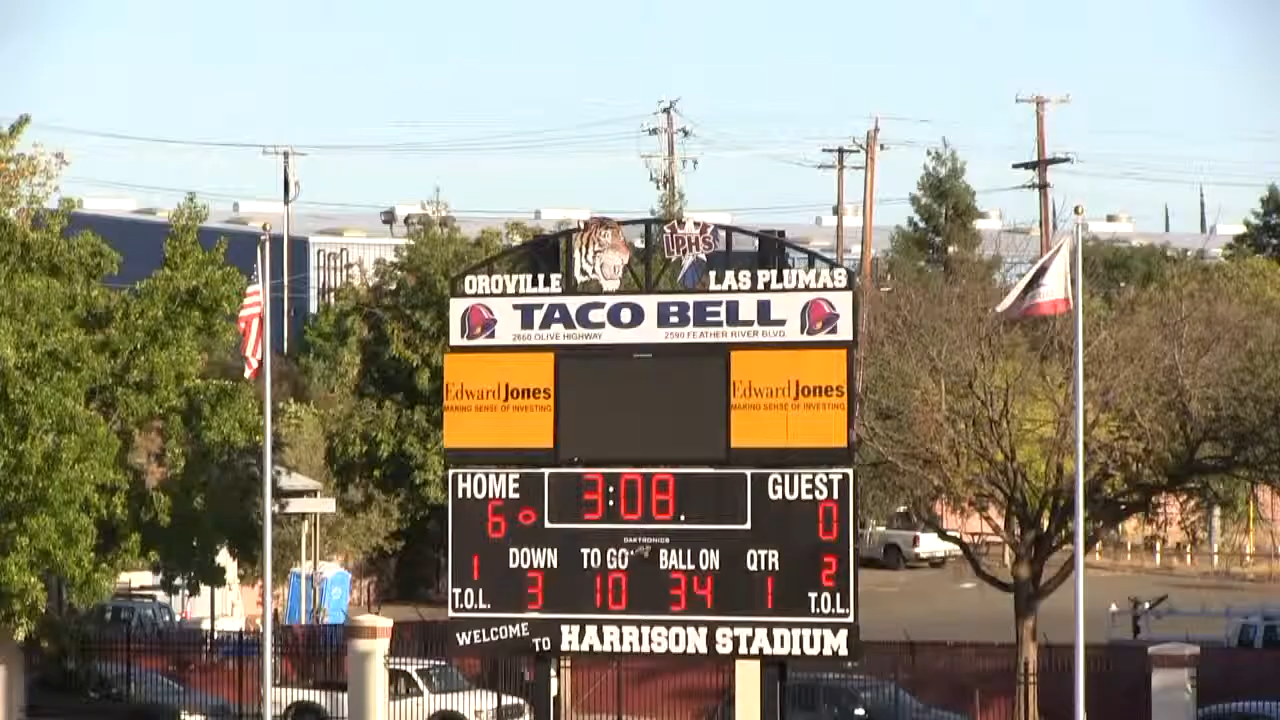 LPHS
OROVILLE LAS PLUMAS
TACO BELL
2660 OLIVE HIGHWAY 2590 FEATHER RIVER BLVD.
Edward Jones Edward Jones
MAKING SENSE OF INVESTING MAKING SENSE OF INVESTING
HOME 3:08. GUEST
6 0
DAKTRONICS
DOWN TO GO BALL ON QTR
1 3 10 34 1 2
T.O.L. T.O.L.
WELCOME TO HARRISON STADIUM